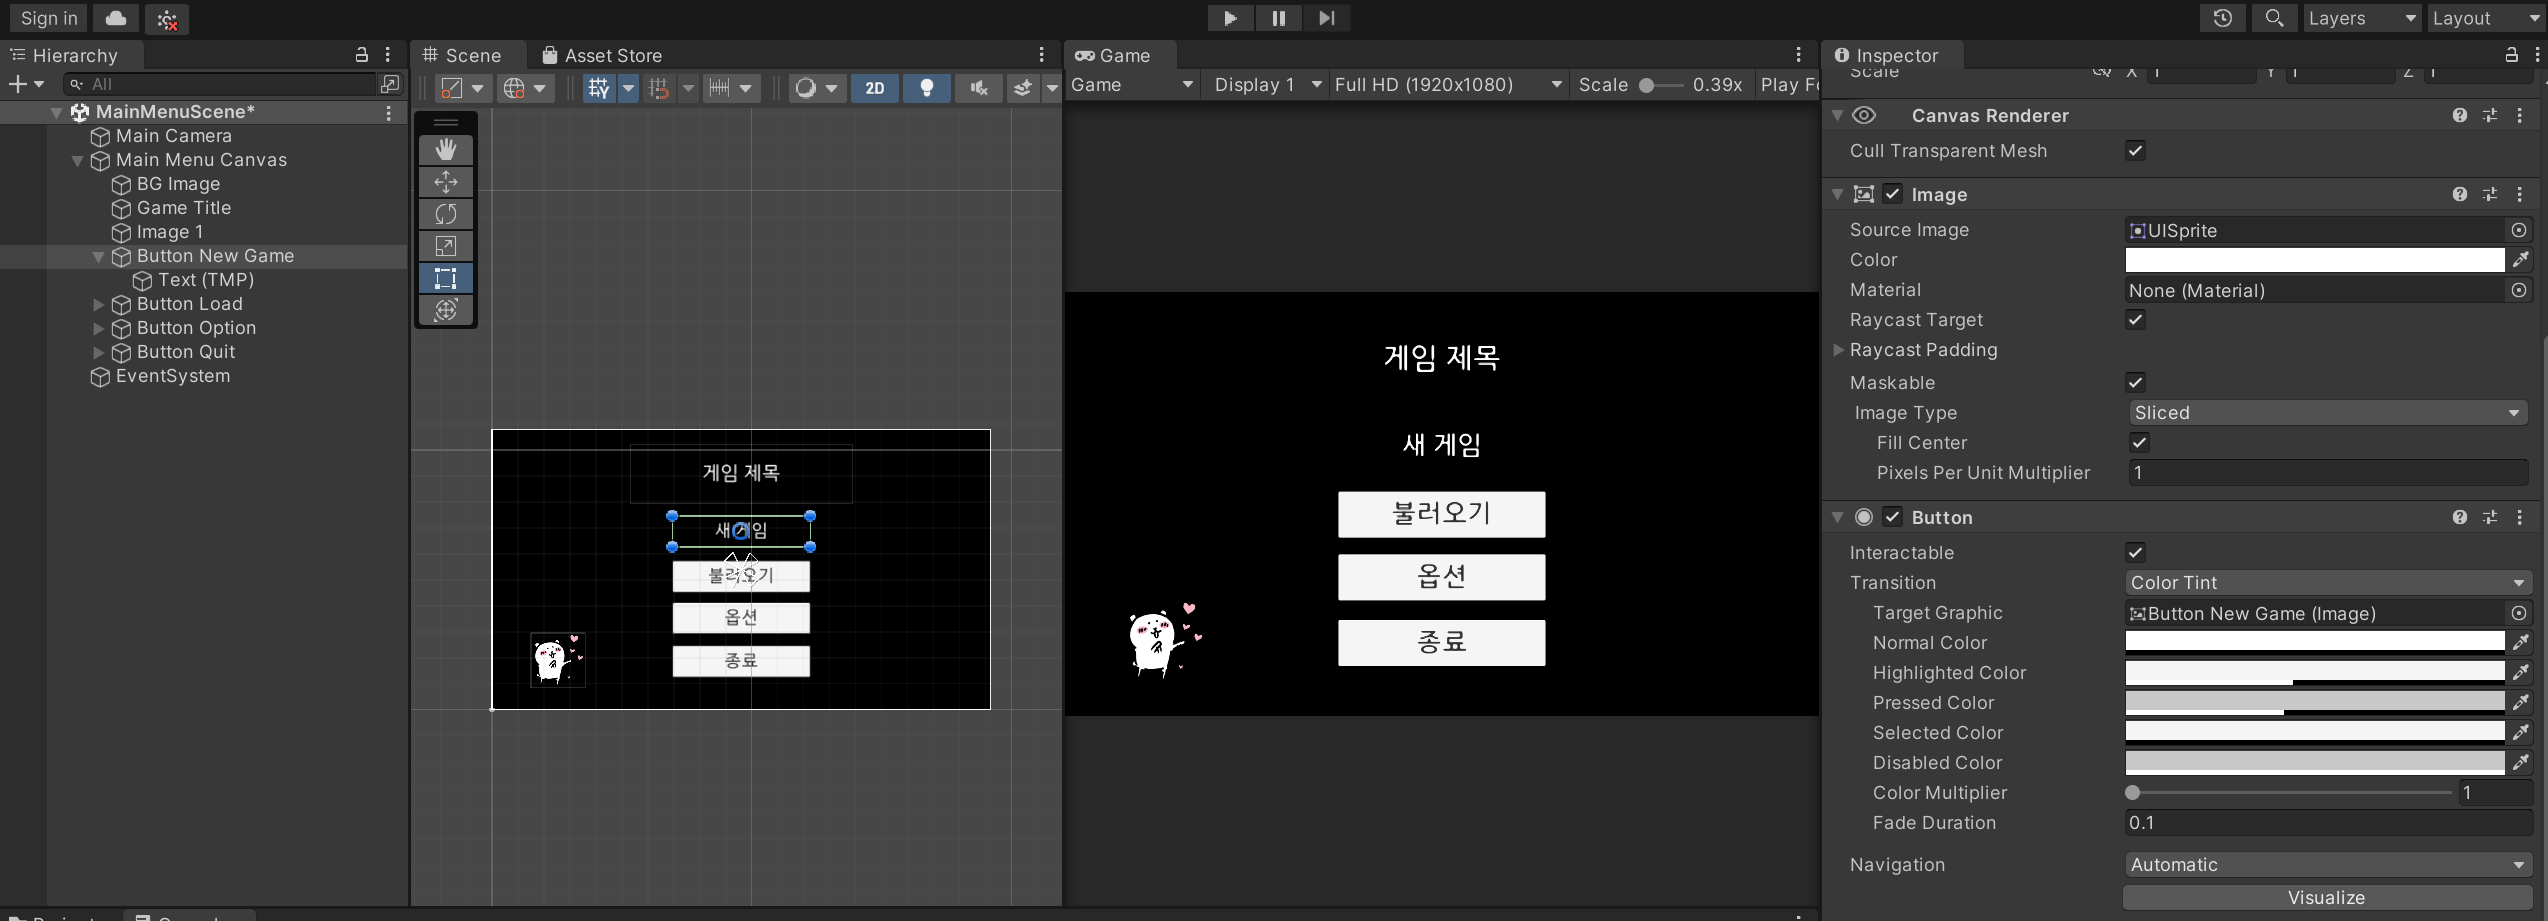 Sign in
Layers
Layout
Hierarchy
All
MainMenuScene*
Main Camera
Main Menu Canvas
BG Image
Game Title
Image 1
Button New Game
Text (TMP)
Button Load
Button Option
Button Quit
EventSystem
Scene
Asset Store
2D
게임 제목
새 게임
불러오기
옵션
종료
Game
Game
Display 1
Full HD (1920x1080)
Scale
0.39x
Play Fo
게임 제목
새 게임
불러오기
옵션
종료
Inspector
Scale
X 1
Y 1
Z 1
Canvas Renderer
Cull Transparent Mesh
Image
Source Image
UISprite
Color
Material
None (Material)
Raycast Target
Raycast Padding
Maskable
Image Type
Sliced
Fill Center
Pixels Per Unit Multiplier
1
Button
Interactable
Transition
Color Tint
Target Graphic
Button New Game (Image)
Normal Color
Highlighted Color
Pressed Color
Selected Color
Disabled Color
Color Multiplier
1
Fade Duration
0.1
Navigation
Automatic
Visualize